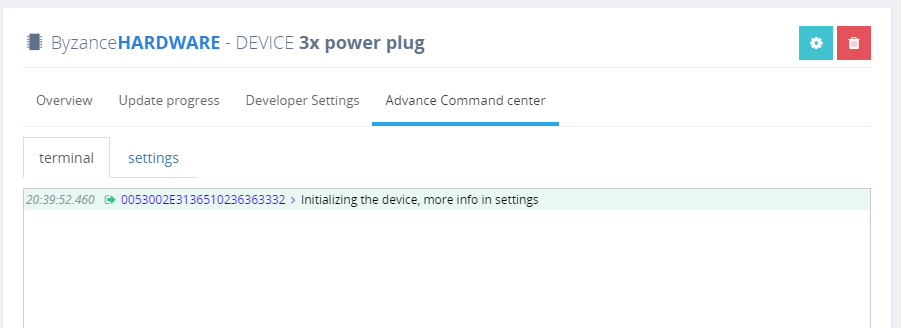 ByzanceHARDWARE - DEVICE 3x power plug
Overview Update progress Developer Settings Advance Command center
terminal settings
20:39:52.460 0053002E3136510236363332 > Initializing the device, more info in settings